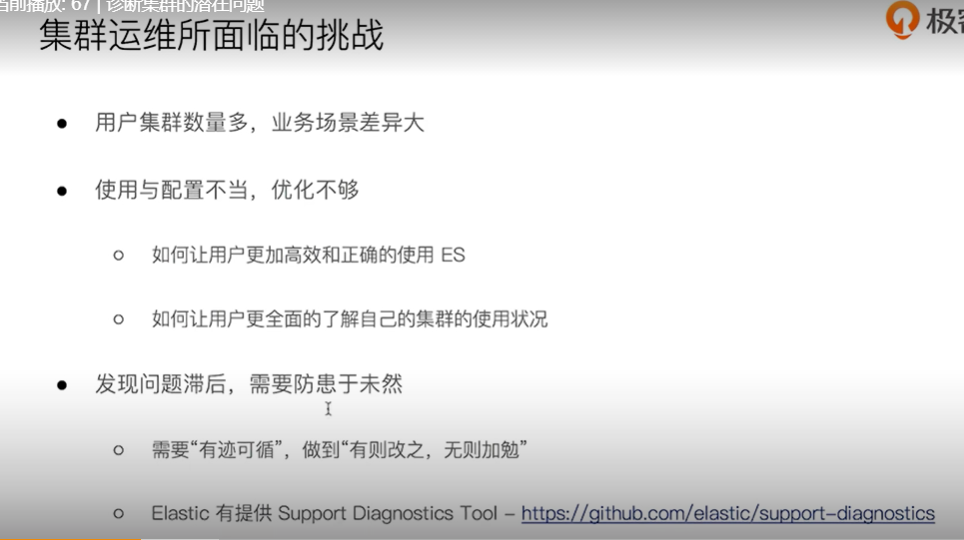 当前播放: 67 | 诊断集群的潜在问题
集群运维所面临的挑战
极客
用户集群数量多，业务场景差异大
使用与配置不当，优化不够
如何让用户更加高效和正确的使用 ES
如何让用户更全面的了解自己的集群的使用状况
发现问题滞后，需要防患于未然
需要“有迹可循”，做到“有则改之，无则加勉”
Elastic 有提供 Support Diagnostics Tool – https://github.com/elastic/support-diagnostics